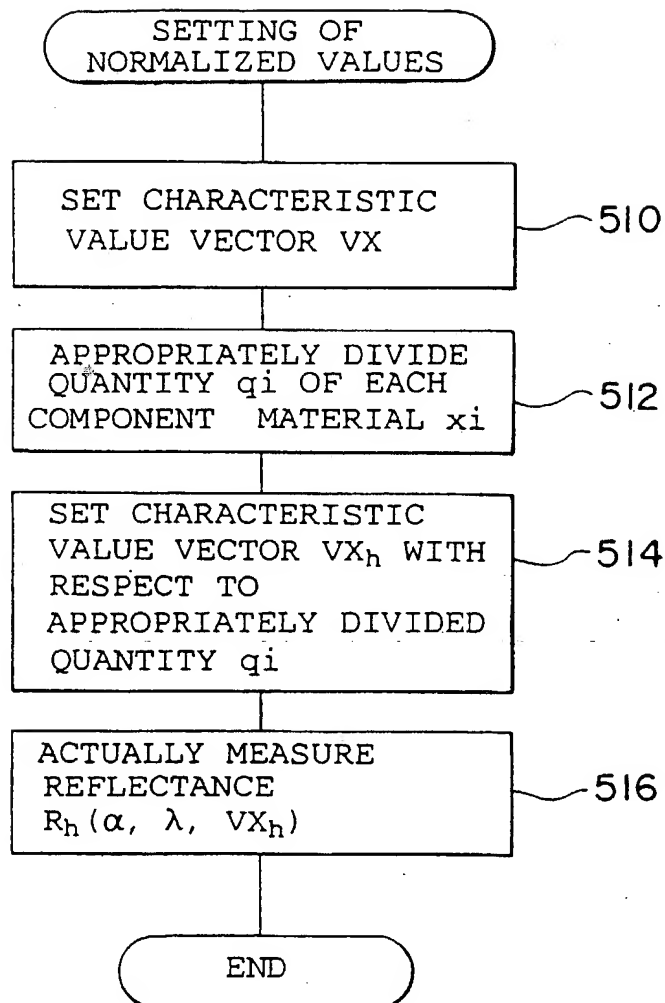 SETTING OF
NORMALIZED VALUES
SET CHARACTERISTIC
VALUE VECTOR VX
510
APPROPRIATELY DIVIDE
QUANTITY qi OF EACH
COMPONENT MATERIAL xi
512
SET CHARACTERISTIC
VALUE VECTOR VXh WITH
RESPECT TO
APPROPRIATELY DIVIDED
QUANTITY qi
514
ACTUALLY MEASURE
REFLECTANCE
Rh (α, λ, VXh)
516
END